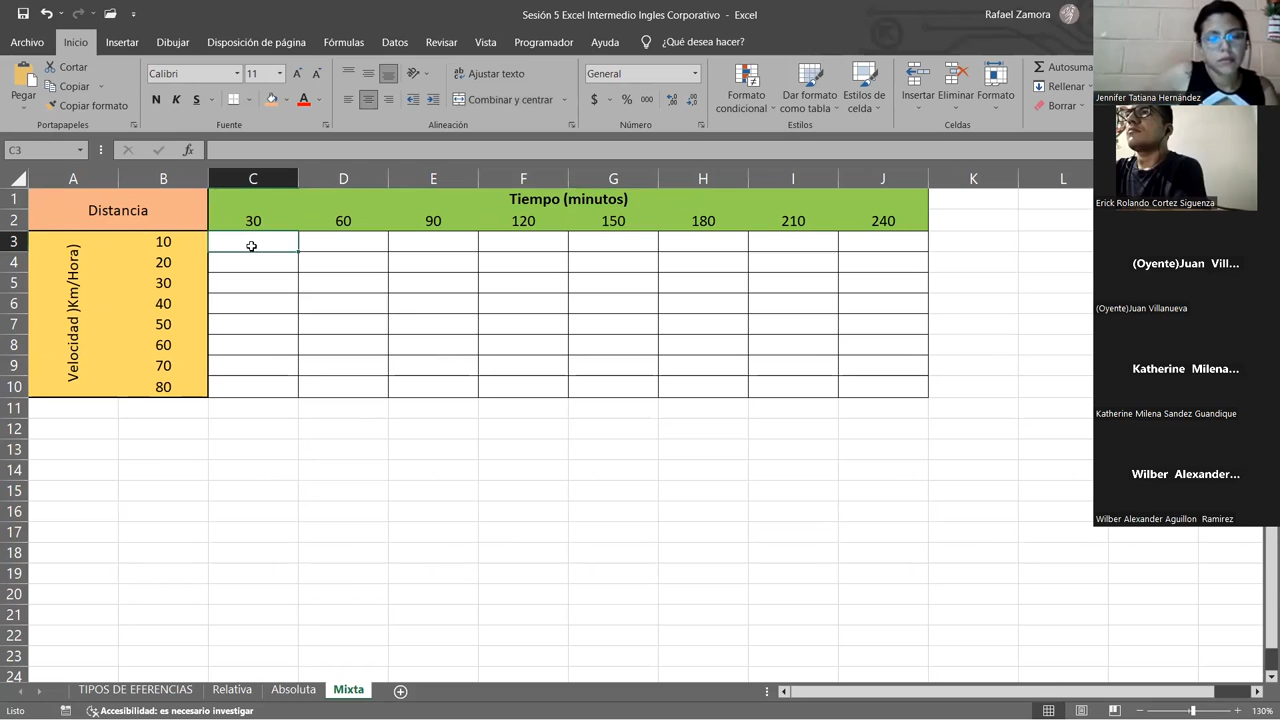 Sesión 5 Excel Intermedio Ingles Corporativo - Excel
Rafael Zamora
Archivo Inicio Insertar Dibujar Disposición de página Fórmulas Datos Revisar Vista Programador Ayuda ¿Qué desea hacer?
Pegar
Cortar
Copiar
Copiar formato
Portapapeles
Calibri 11
N K S
Fuente
Ajustar texto
Combinar y centrar
Alineación
General
$ % 000
Número
Formato condicional
Dar formato como tabla
Estilos de celda
Estilos
Insertar Eliminar Formato
Celdas
Autosuma
Rellenar
Borrar
C3
fx
A B C D E F G H I J K L
1 Distancia Tiempo (minutos)
2 30 60 90 120 150 180 210 240
Velocidad )Km/Hora)
3 10
4 20
5 30
6 40
7 50
8 60
9 70
10 80
11
12
13
14
15
16
17
18
19
20
21
22
23
24
TIPOS DE EFERENCIAS Relativa Absoluta Mixta
Listo Accesibilidad: es necesario investigar 130%
Jennifer Tatiana Hernández
Erick Rolando Cortez Siguenza
(Oyente)Juan Vill...
(Oyente)Juan Villanueva
Katherine Milena...
Katherine Milena Sandez Guandique
Wilber Alexander...
Wilber Alexander Aguillon Ramirez